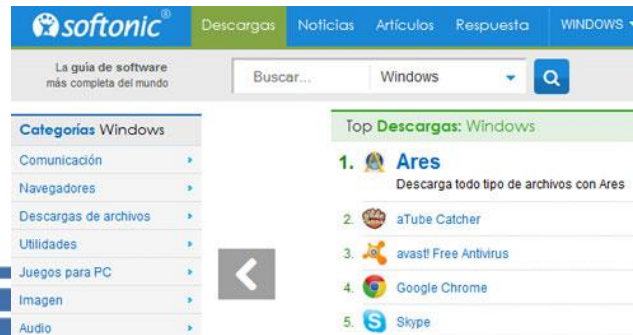 softonic®
Descargas Noticias Artículos Respuesta WINDOWS
La guía de software
más completa del mundo
Buscar... Windows
Categorías Windows
Comunicación
Navegadores
Descargas de archivos
Utilidades
Juegos para PC
Imagen
Audio
Top Descargas: Windows
1. Ares
Descarga todo tipo de archivos con Ares
2. aTube Catcher
3. avast! Free Antivirus
4. Google Chrome
5. Skype